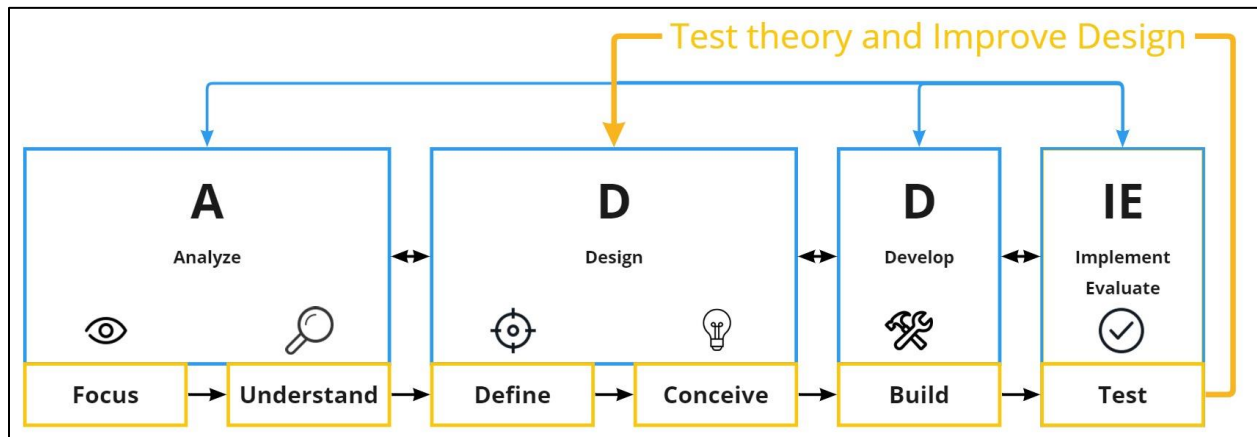 Test theory and Improve Design
A
Analyze
D
Design
D
Develop
IE
Implement
Evaluate
Focus
Understand
Define
Conceive
Build
Test